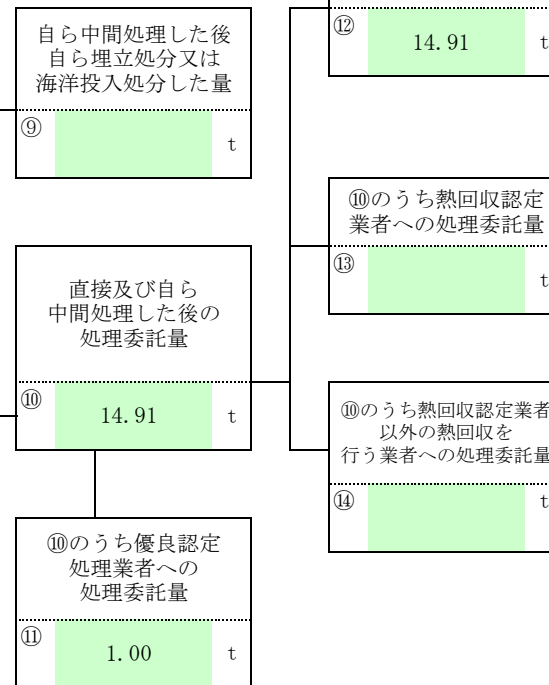 自ら中間処理した後
自ら埋立処分又は
海洋投入処分した量
⑨
t
直接及び自ら
中間処理した後の
処理委託量
⑩
14.91 t
⑩のうち優良認定
処理業者への
処理委託量
⑪
1.00 t
⑫
14.91 t
⑩のうち熱回収認定
業者への処理委託量
⑬
t
⑩のうち熱回収認定業者
以外の熱回収を
行う業者への処理委託量
⑭
t